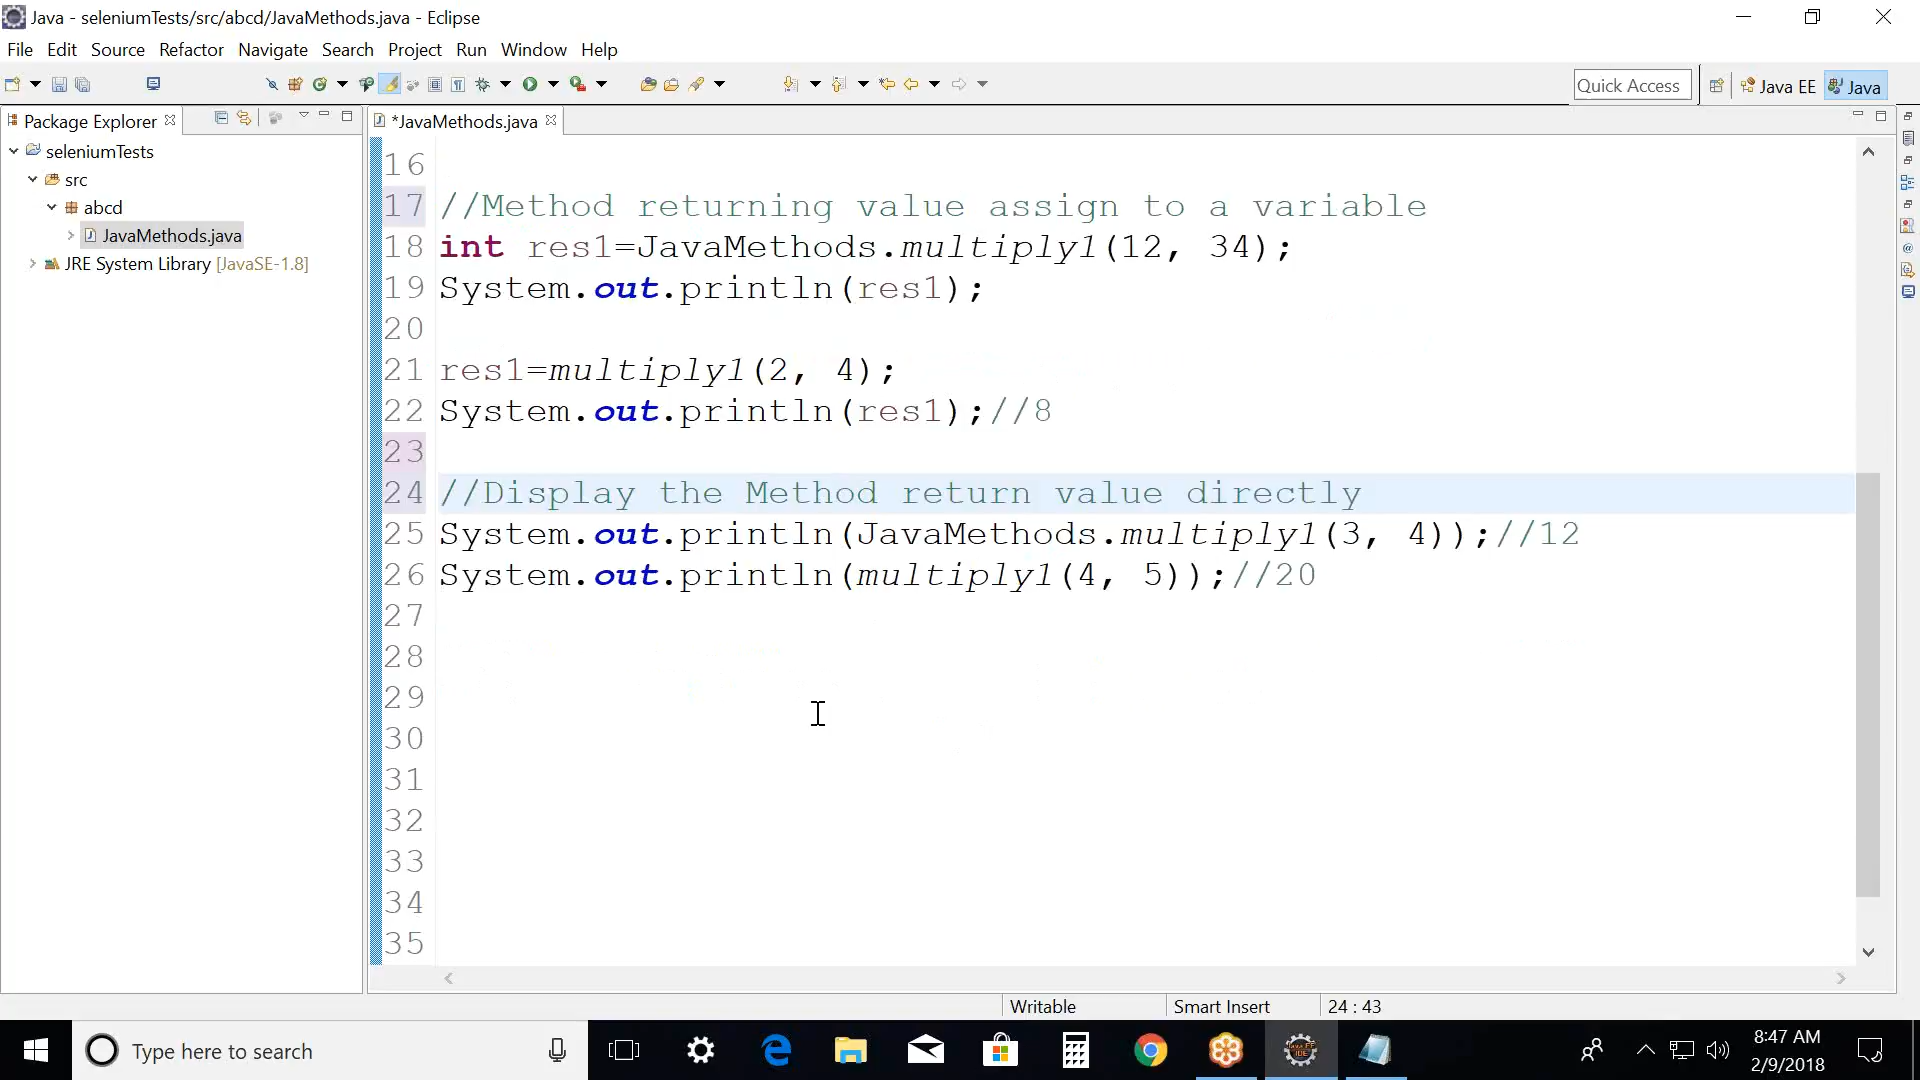 Java - seleniumTests/src/abcd/JavaMethods.java - Eclipse
File Edit Source Refactor Navigate Search Project Run Window Help
Quick Access Java EE Java
Package Explorer
*JavaMethods.java
seleniumTests
src
abcd
JavaMethods.java
JRE System Library [JavaSE-1.8]
16
17 //Method returning value assign to a variable
18 int res1=JavaMethods.multiply1(12, 34);
19 System.out.println(res1);
20
21 res1=multiply1(2, 4);
22 System.out.println(res1);//8
23
24 //Display the Method return value directly
25 System.out.println(JavaMethods.multiply1(3, 4));//12
26 System.out.println(multiply1(4, 5));//20
27
28
29
30
31
32
33
34
35
Writable Smart Insert 24 : 43
Type here to search
8:47 AM
2/9/2018